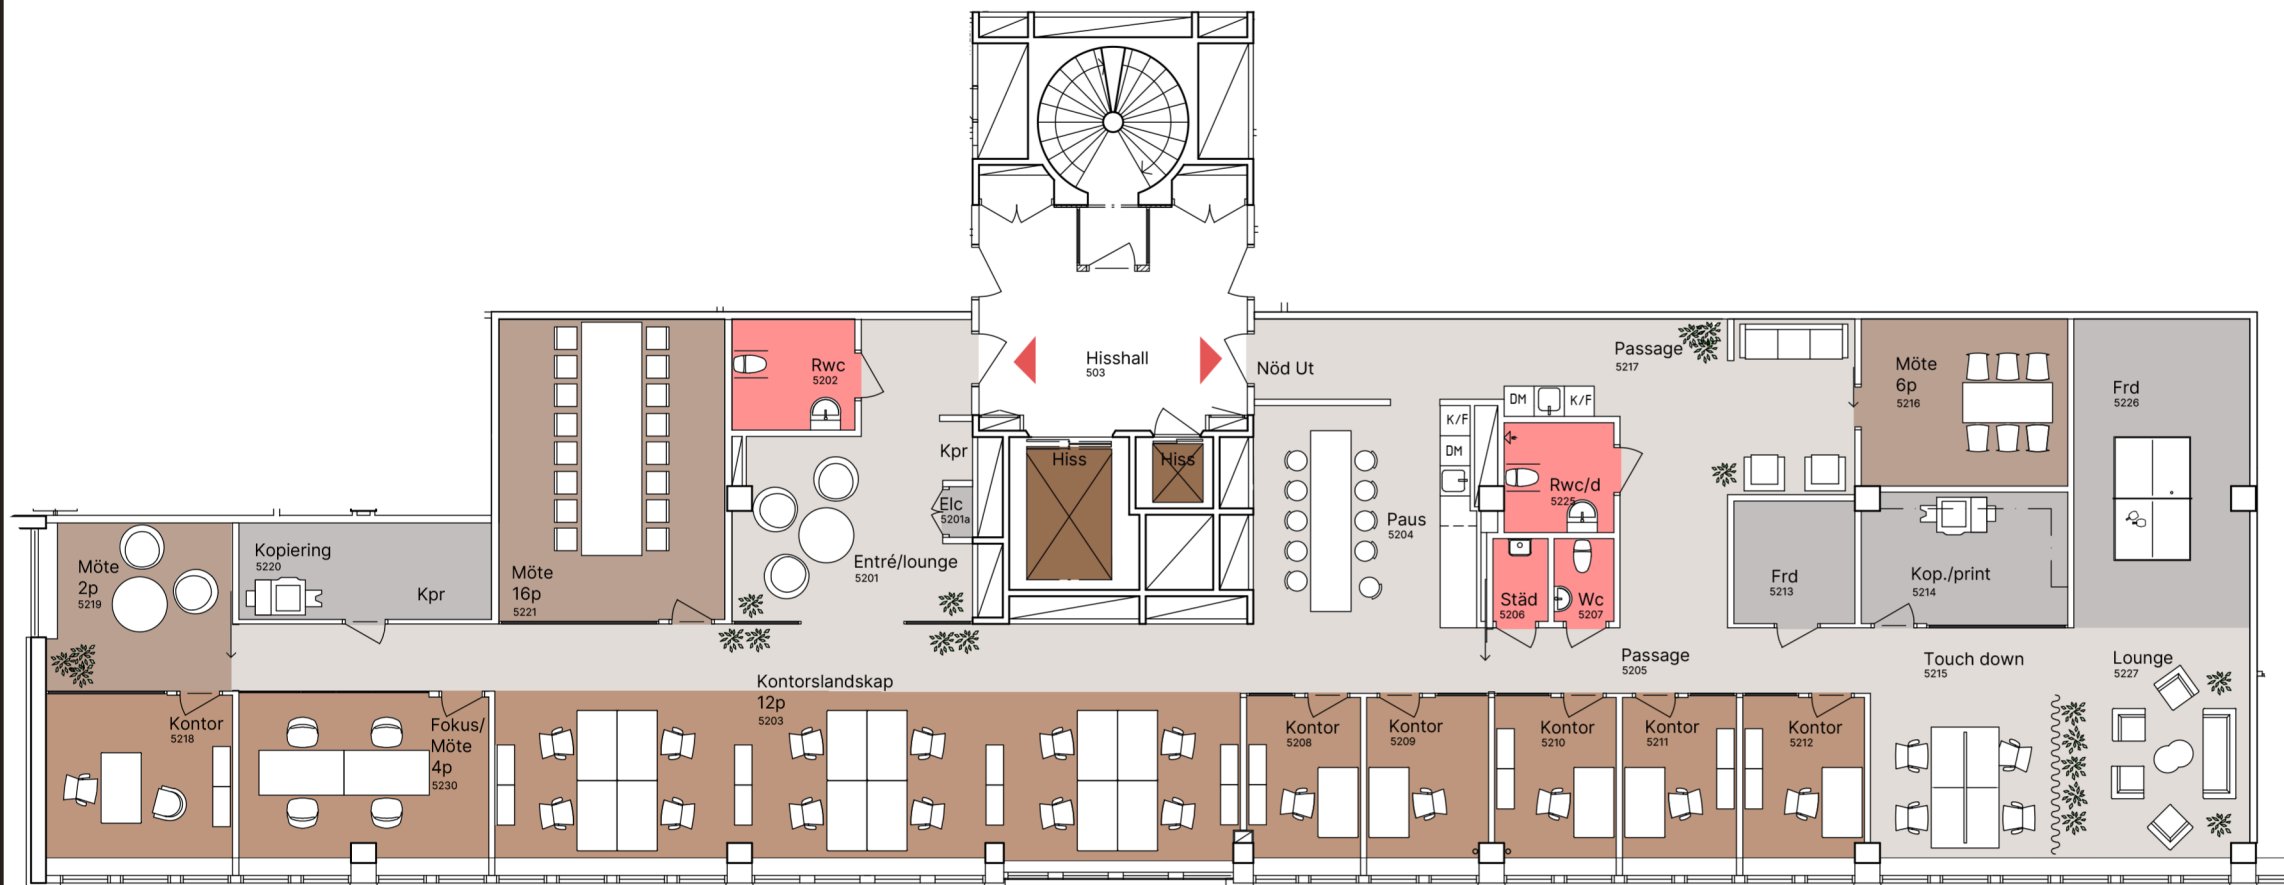 Hisshall
503
Nöd Ut
Hiss
Hiss
Rwc
5202
Kpr
Elc
5201a
Entré/lounge
5201
Möte
16p
5221
Kopiering
5220
Kpr
Möte
2p
5219
Kontor
5218
Fokus/
Möte
4p
5230
Kontorslandskap
12p
5203
Paus
5204
K/F
DM
DM
K/F
Rwc/d
5225
Städ
5206
Wc
5207
Passage
5217
Möte
6p
5216
Frd
5226
Frd
5213
Kop./print
5214
Passage
5205
Touch down
5215
Lounge
5227
Kontor
5208
Kontor
5209
Kontor
5210
Kontor
5211
Kontor
5212